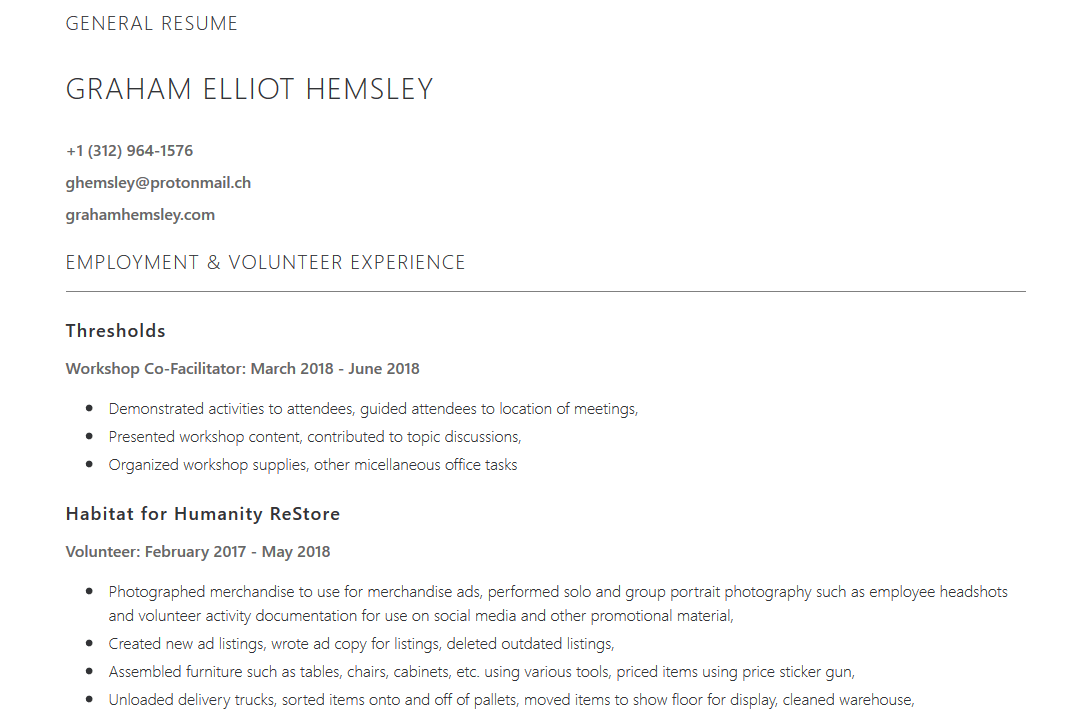 GENERAL RESUME
GRAHAM ELLIOT HEMSLEY
+1 (312) 964-1576
ghemsley@protonmail.ch
grahamhemsley.com
EMPLOYMENT & VOLUNTEER EXPERIENCE
Thresholds
Workshop Co-Facilitator: March 2018 - June 2018
• Demonstrated activities to attendees, guided attendees to location of meetings,
• Presented workshop content, contributed to topic discussions,
• Organized workshop supplies, other micellaneous office tasks
Habitat for Humanity ReStore
Volunteer: February 2017 - May 2018
• Photographed merchandise to use for merchandise ads, performed solo and group portrait photography such as employee headshots
and volunteer activity documentation for use on social media and other promotional material,
• Created new ad listings, wrote ad copy for listings, deleted outdated listings,
• Assembled furniture such as tables, chairs, cabinets, etc. using various tools, priced items using price sticker gun,
• Unloaded delivery trucks, sorted items onto and off of pallets, moved items to show floor for display, cleaned warehouse,